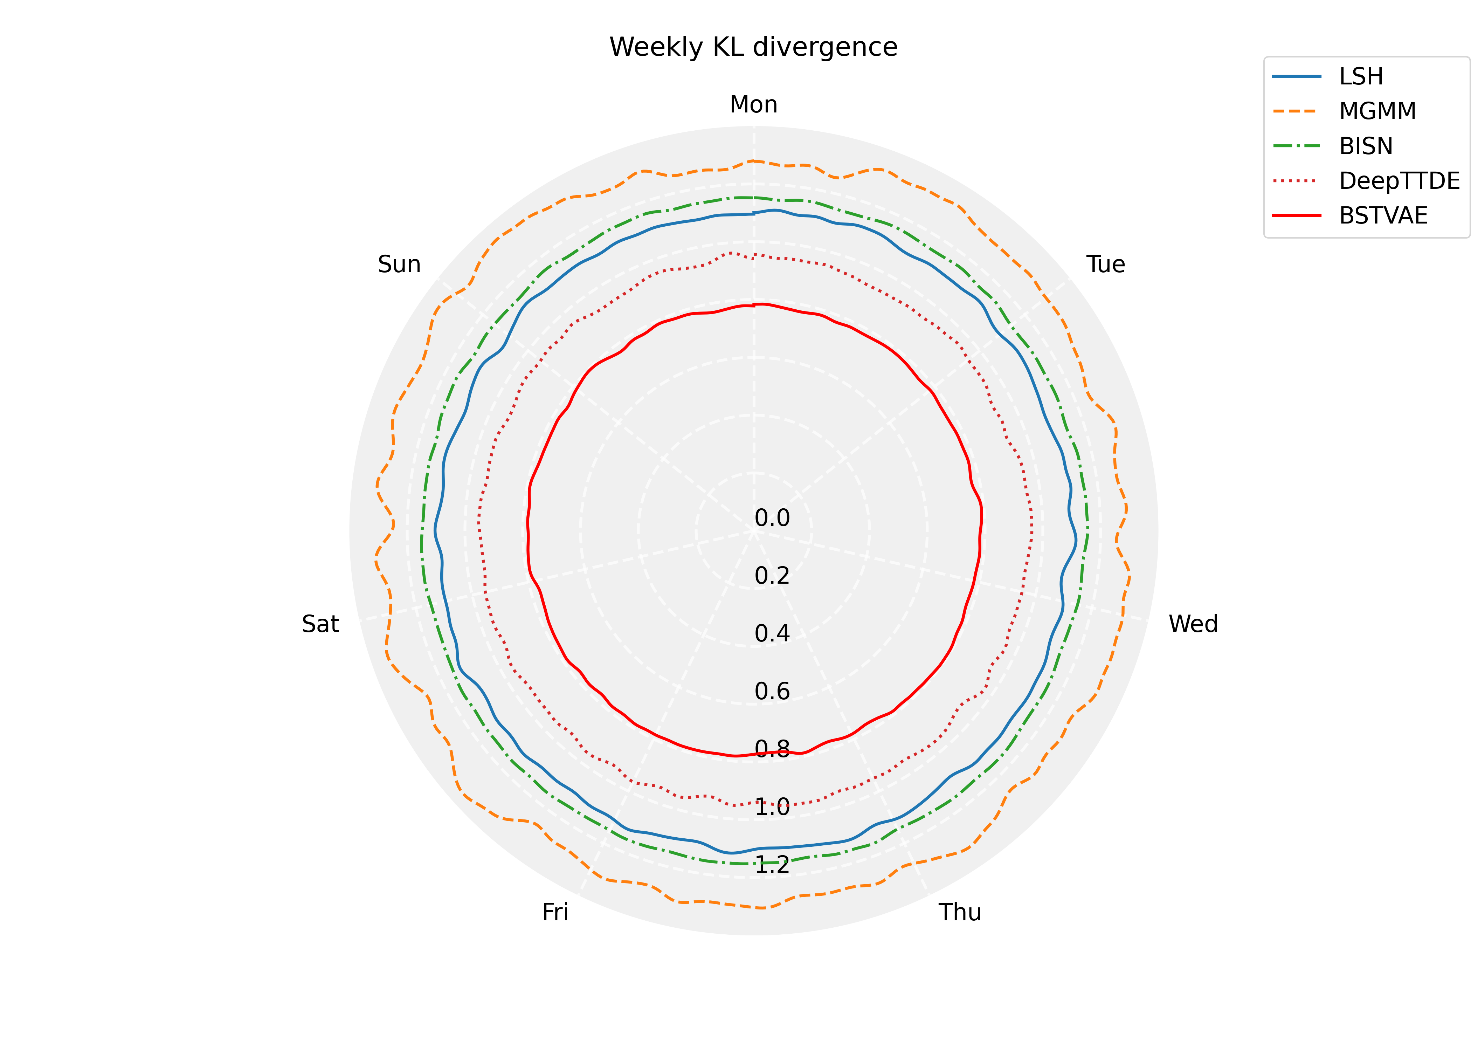 Weekly KL divergence
LSH
MGMM
BISN
DeepTTDE
BSTVAE
Mon
Tue
Wed
Thu
Fri
Sat
Sun
0.0
0.2
0.4
0.6
0.8
1.0
1.2